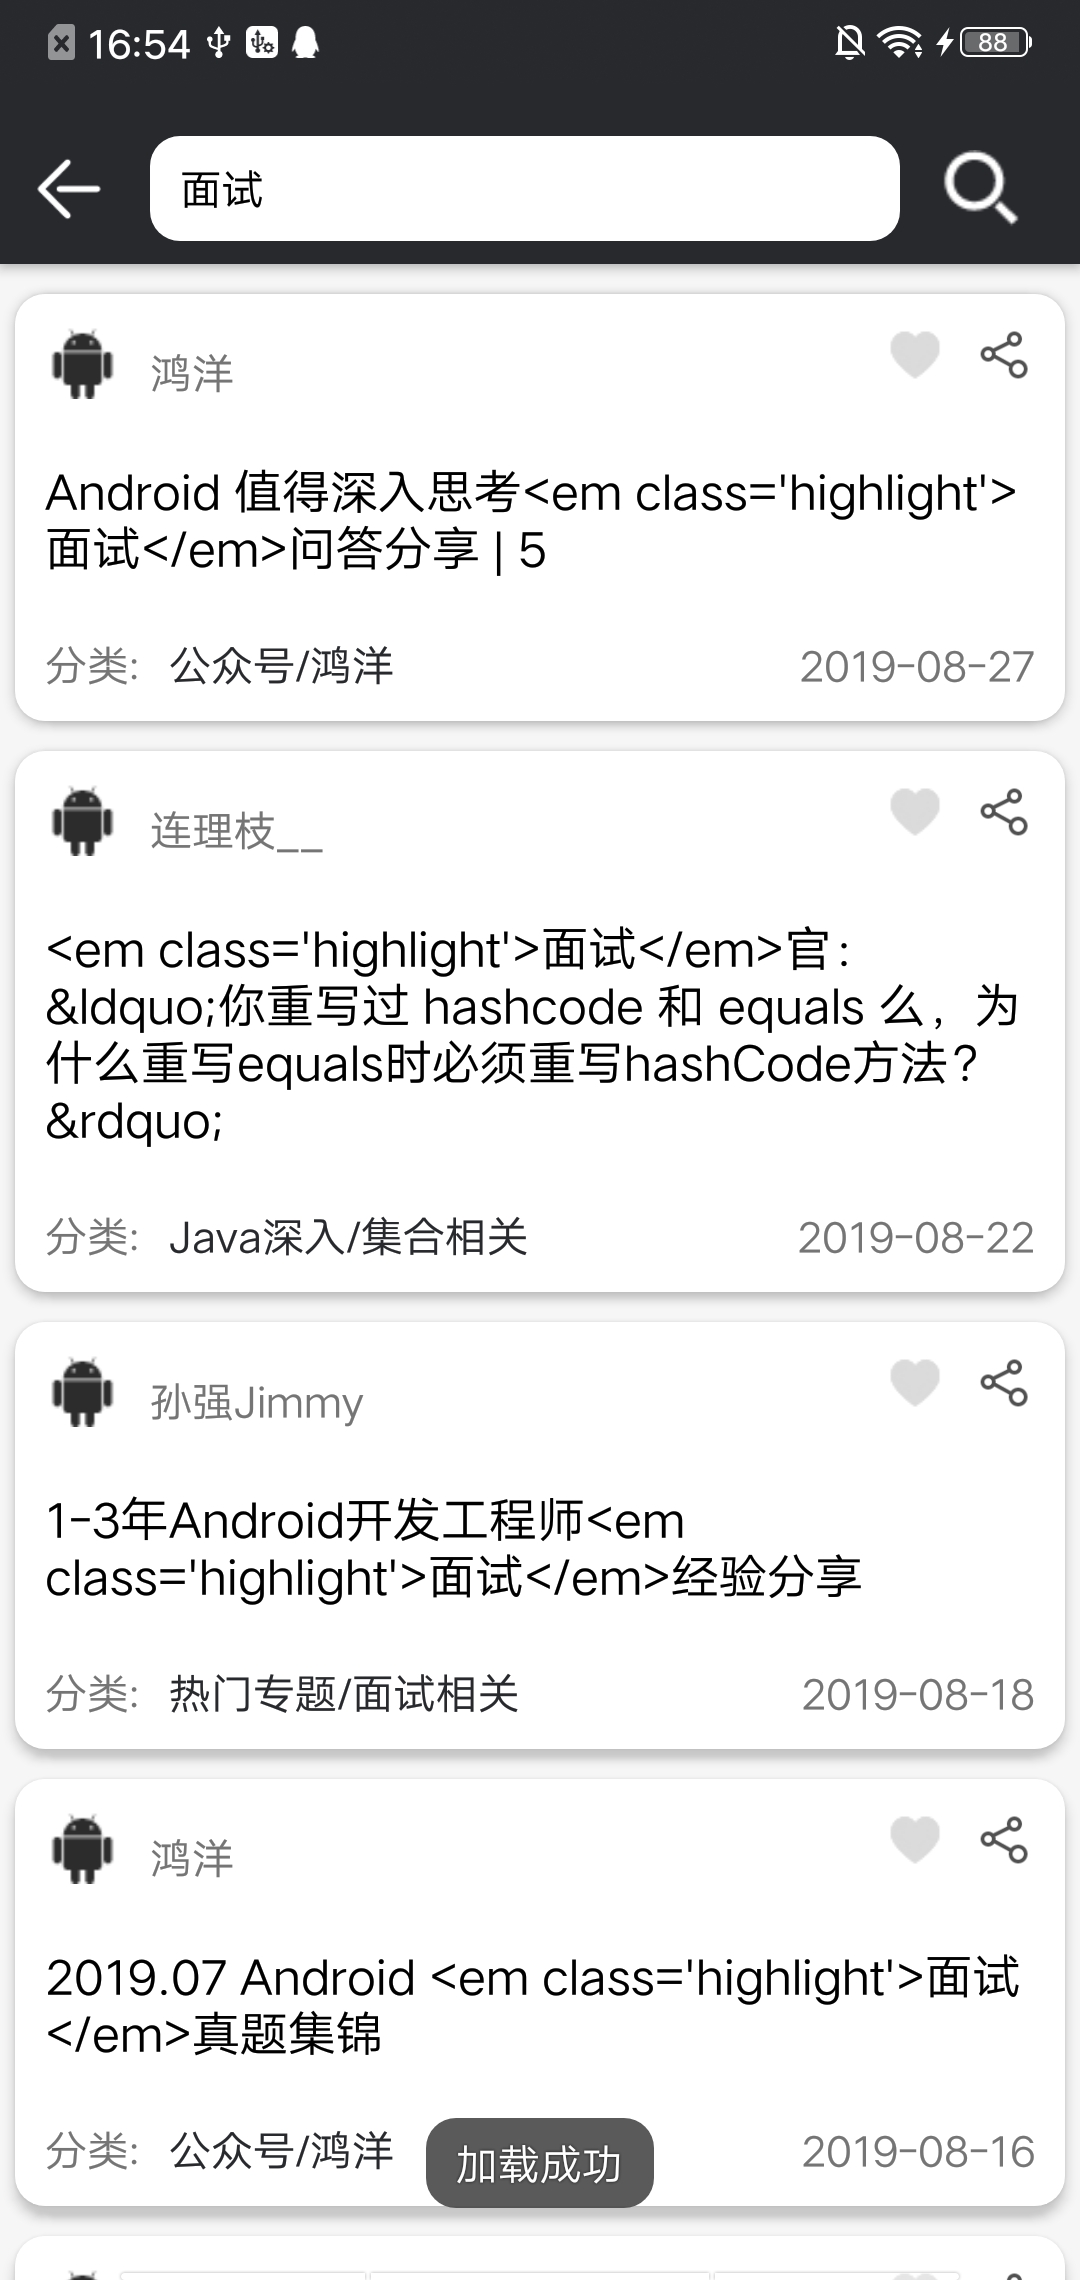 16:54
88
面试
鸿洋
Android 值得深入思考<em class='highlight'>
面试</em>问答分享 | 5
分类: 公众号/鸿洋 2019-08-27
连理枝__
<em class='highlight'>面试</em>官：
&ldquo;你重写过 hashcode 和 equals 么，为
什么重写equals时必须重写hashCode方法？
&rdquo;
分类: Java深入/集合相关 2019-08-22
孙强Jimmy
1-3年Android开发工程师<em
class='highlight'>面试</em>经验分享
分类: 热门专题/面试相关 2019-08-18
鸿洋
2019.07 Android <em class='highlight'>面试
</em>真题集锦
分类: 公众号/鸿洋 2019-08-16
加载成功